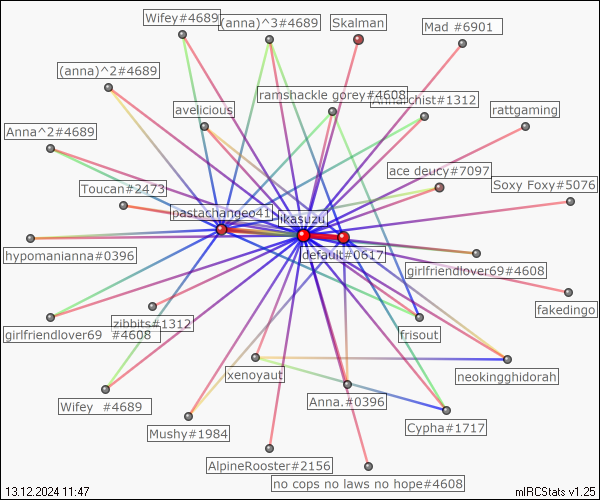 Wifey#4689
(anna)^3#4689
Skalman
Mad #6901
(anna)^2#4689
ramshackle gorey#4608
Annarchist#1312
avelicious
rattgaming
Anna^2#4689
ace deucy#7097
Toucan#2473
Soxy Foxy#5076
pastachangeo41
likasuzu
default#0617
hypomanianna#0396
girlfriendlover69#4608
fakedingo
zibbits#1312
girlfriendlover69 #4608
frisout
xenoyaut
neokingghidorah
Wifey #4689
Anna.#0396
Cypha#1717
Mushy#1984
AlpineRooster#2156
no cops no laws no hope#4608
13.12.2024 11:47
mIRCStats v1.25